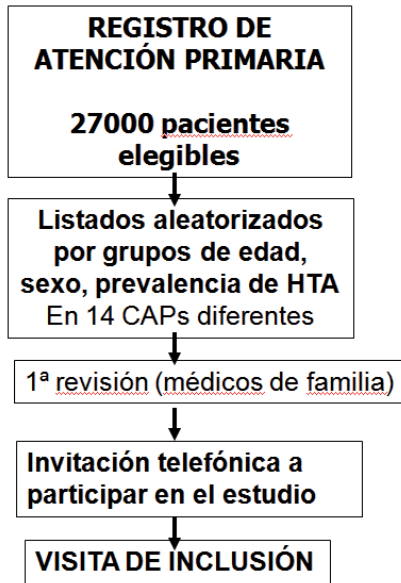 REGISTRO DE
ATENCIÓN PRIMARIA
27000 pacientes
elegibles
Listados aleatorizados
por grupos de edad,
sexo, prevalencia de HTA
En 14 CAPs diferentes
1ª revisión (médicos de familia)
Invitación telefónica a
participar en el estudio
VISITA DE INCLUSIÓN